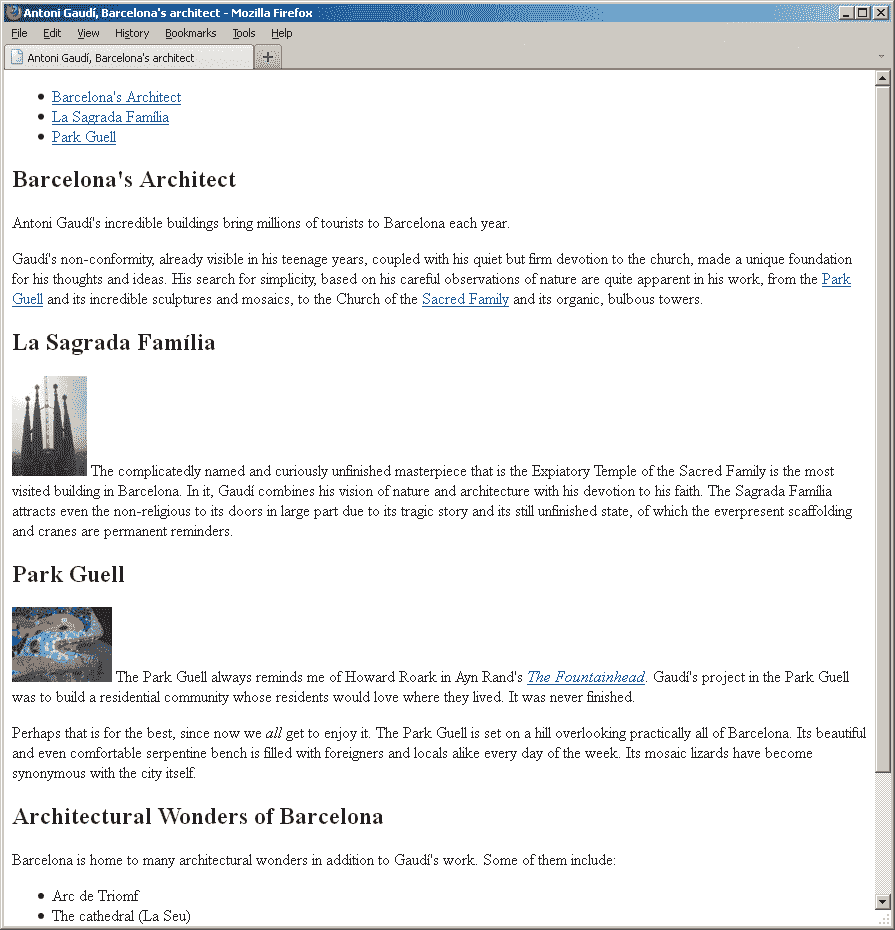 Antoni Gaudí, Barcelona's architect - Mozilla Firefox
File Edit View History Bookmarks Tools Help
Antoni Gaudí, Barcelona's architect
Barcelona's Architect
La Sagrada Família
Park Guell
Barcelona's Architect
Antoni Gaudí's incredible buildings bring millions of tourists to Barcelona each year.
Gaudí's non-conformity, already visible in his teenage years, coupled with his quiet but firm devotion to the church, made a unique foundation
for his thoughts and ideas. His search for simplicity, based on his careful observations of nature are quite apparent in his work, from the Park
Guell and its incredible sculptures and mosaics, to the Church of the Sacred Family and its organic, bulbous towers.
La Sagrada Família
The complicatedly named and curiously unfinished masterpiece that is the Expiatory Temple of the Sacred Family is the most
visited building in Barcelona. In it, Gaudí combines his vision of nature and architecture with his devotion to his faith. The Sagrada Família
attracts even the non-religious to its doors in large part due to its tragic story and its still unfinished state, of which the everpresent scaffolding
and cranes are permanent reminders.
Park Guell
The Park Guell always reminds me of Howard Roark in Ayn Rand's The Fountainhead. Gaudí's project in the Park Guell
was to build a residential community whose residents would love where they lived. It was never finished.
Perhaps that is for the best, since now we all get to enjoy it. The Park Guell is set on a hill overlooking practically all of Barcelona. Its beautiful
and even comfortable serpentine bench is filled with foreigners and locals alike every day of the week. Its mosaic lizards have become
synonymous with the city itself.
Architectural Wonders of Barcelona
Barcelona is home to many architectural wonders in addition to Gaudí's work. Some of them include:
Arc de Triomf
The cathedral (La Seu)